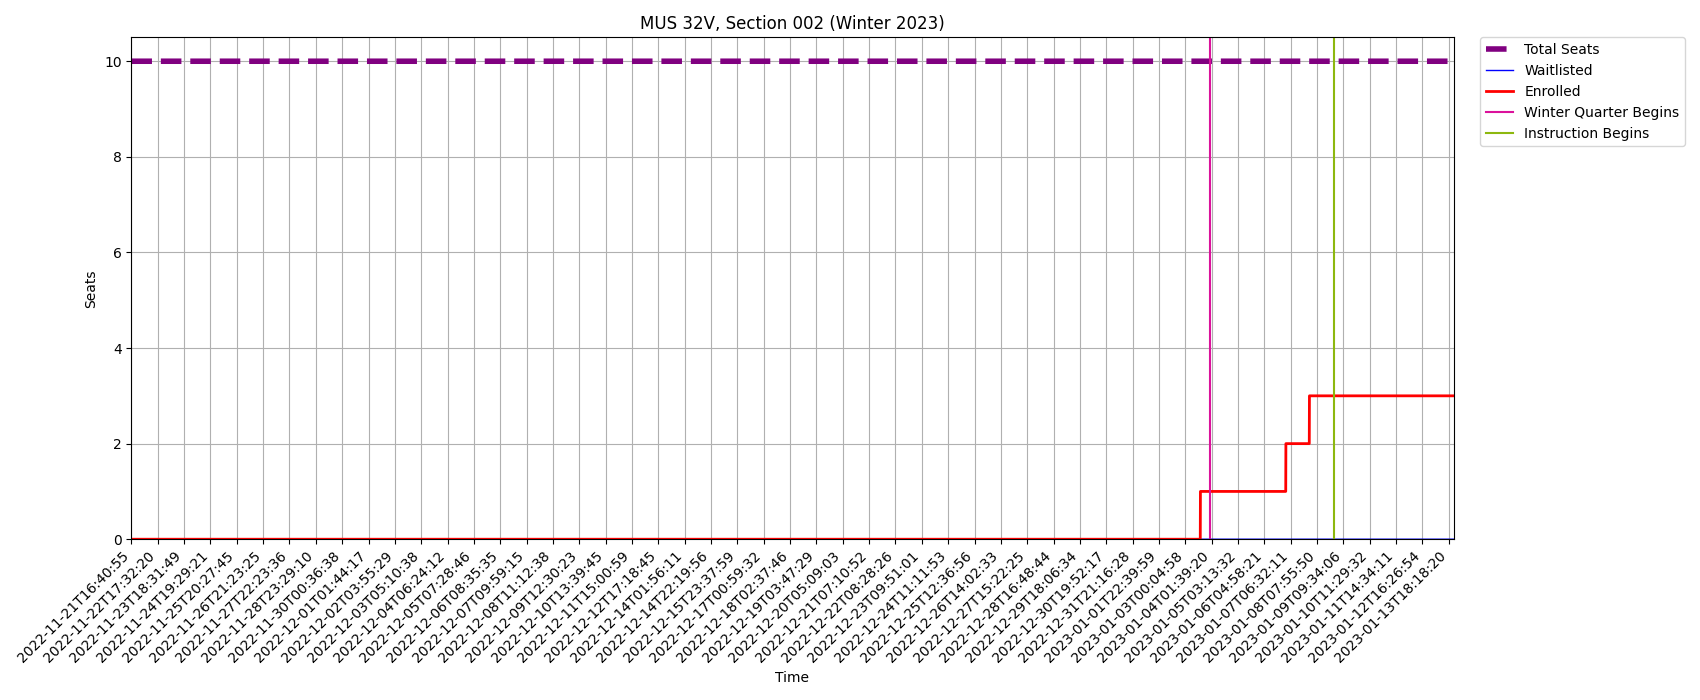 MUS 32V, Section 002 (Winter 2023)
Total Seats
Waitlisted
Enrolled
Winter Quarter Begins
Instruction Begins
Seats
10
8
6
4
2
0
2022-11-21T16:40:55
2022-11-22T17:32:20
2022-11-23T18:31:49
2022-11-24T19:29:21
2022-11-25T20:27:45
2022-11-26T21:23:25
2022-11-27T22:23:36
2022-11-28T23:29:10
2022-11-30T00:36:38
2022-12-01T01:44:17
2022-12-02T03:55:29
2022-12-03T05:10:38
2022-12-04T06:24:12
2022-12-05T07:28:46
2022-12-06T08:35:35
2022-12-07T09:59:15
2022-12-08T11:12:38
2022-12-09T12:30:23
2022-12-10T13:39:45
2022-12-11T15:00:59
2022-12-12T17:18:45
2022-12-14T01:56:11
2022-12-14T22:19:56
2022-12-15T23:37:59
2022-12-17T00:59:32
2022-12-18T02:37:46
2022-12-19T03:47:29
2022-12-20T05:09:03
2022-12-21T07:10:52
2022-12-22T08:28:26
2022-12-23T09:51:01
2022-12-24T11:11:53
2022-12-25T12:36:56
2022-12-26T14:02:33
2022-12-27T15:22:25
2022-12-28T16:48:44
2022-12-29T18:06:34
2022-12-30T19:52:17
2022-12-31T21:16:28
2023-01-01T22:39:59
2023-01-03T00:04:58
2023-01-04T01:39:20
2023-01-05T03:13:32
2023-01-06T04:58:21
2023-01-07T06:32:11
2023-01-08T07:55:50
2023-01-09T09:34:06
2023-01-10T11:29:32
2023-01-11T14:34:11
2023-01-12T16:26:54
2023-01-13T18:18:20
Time